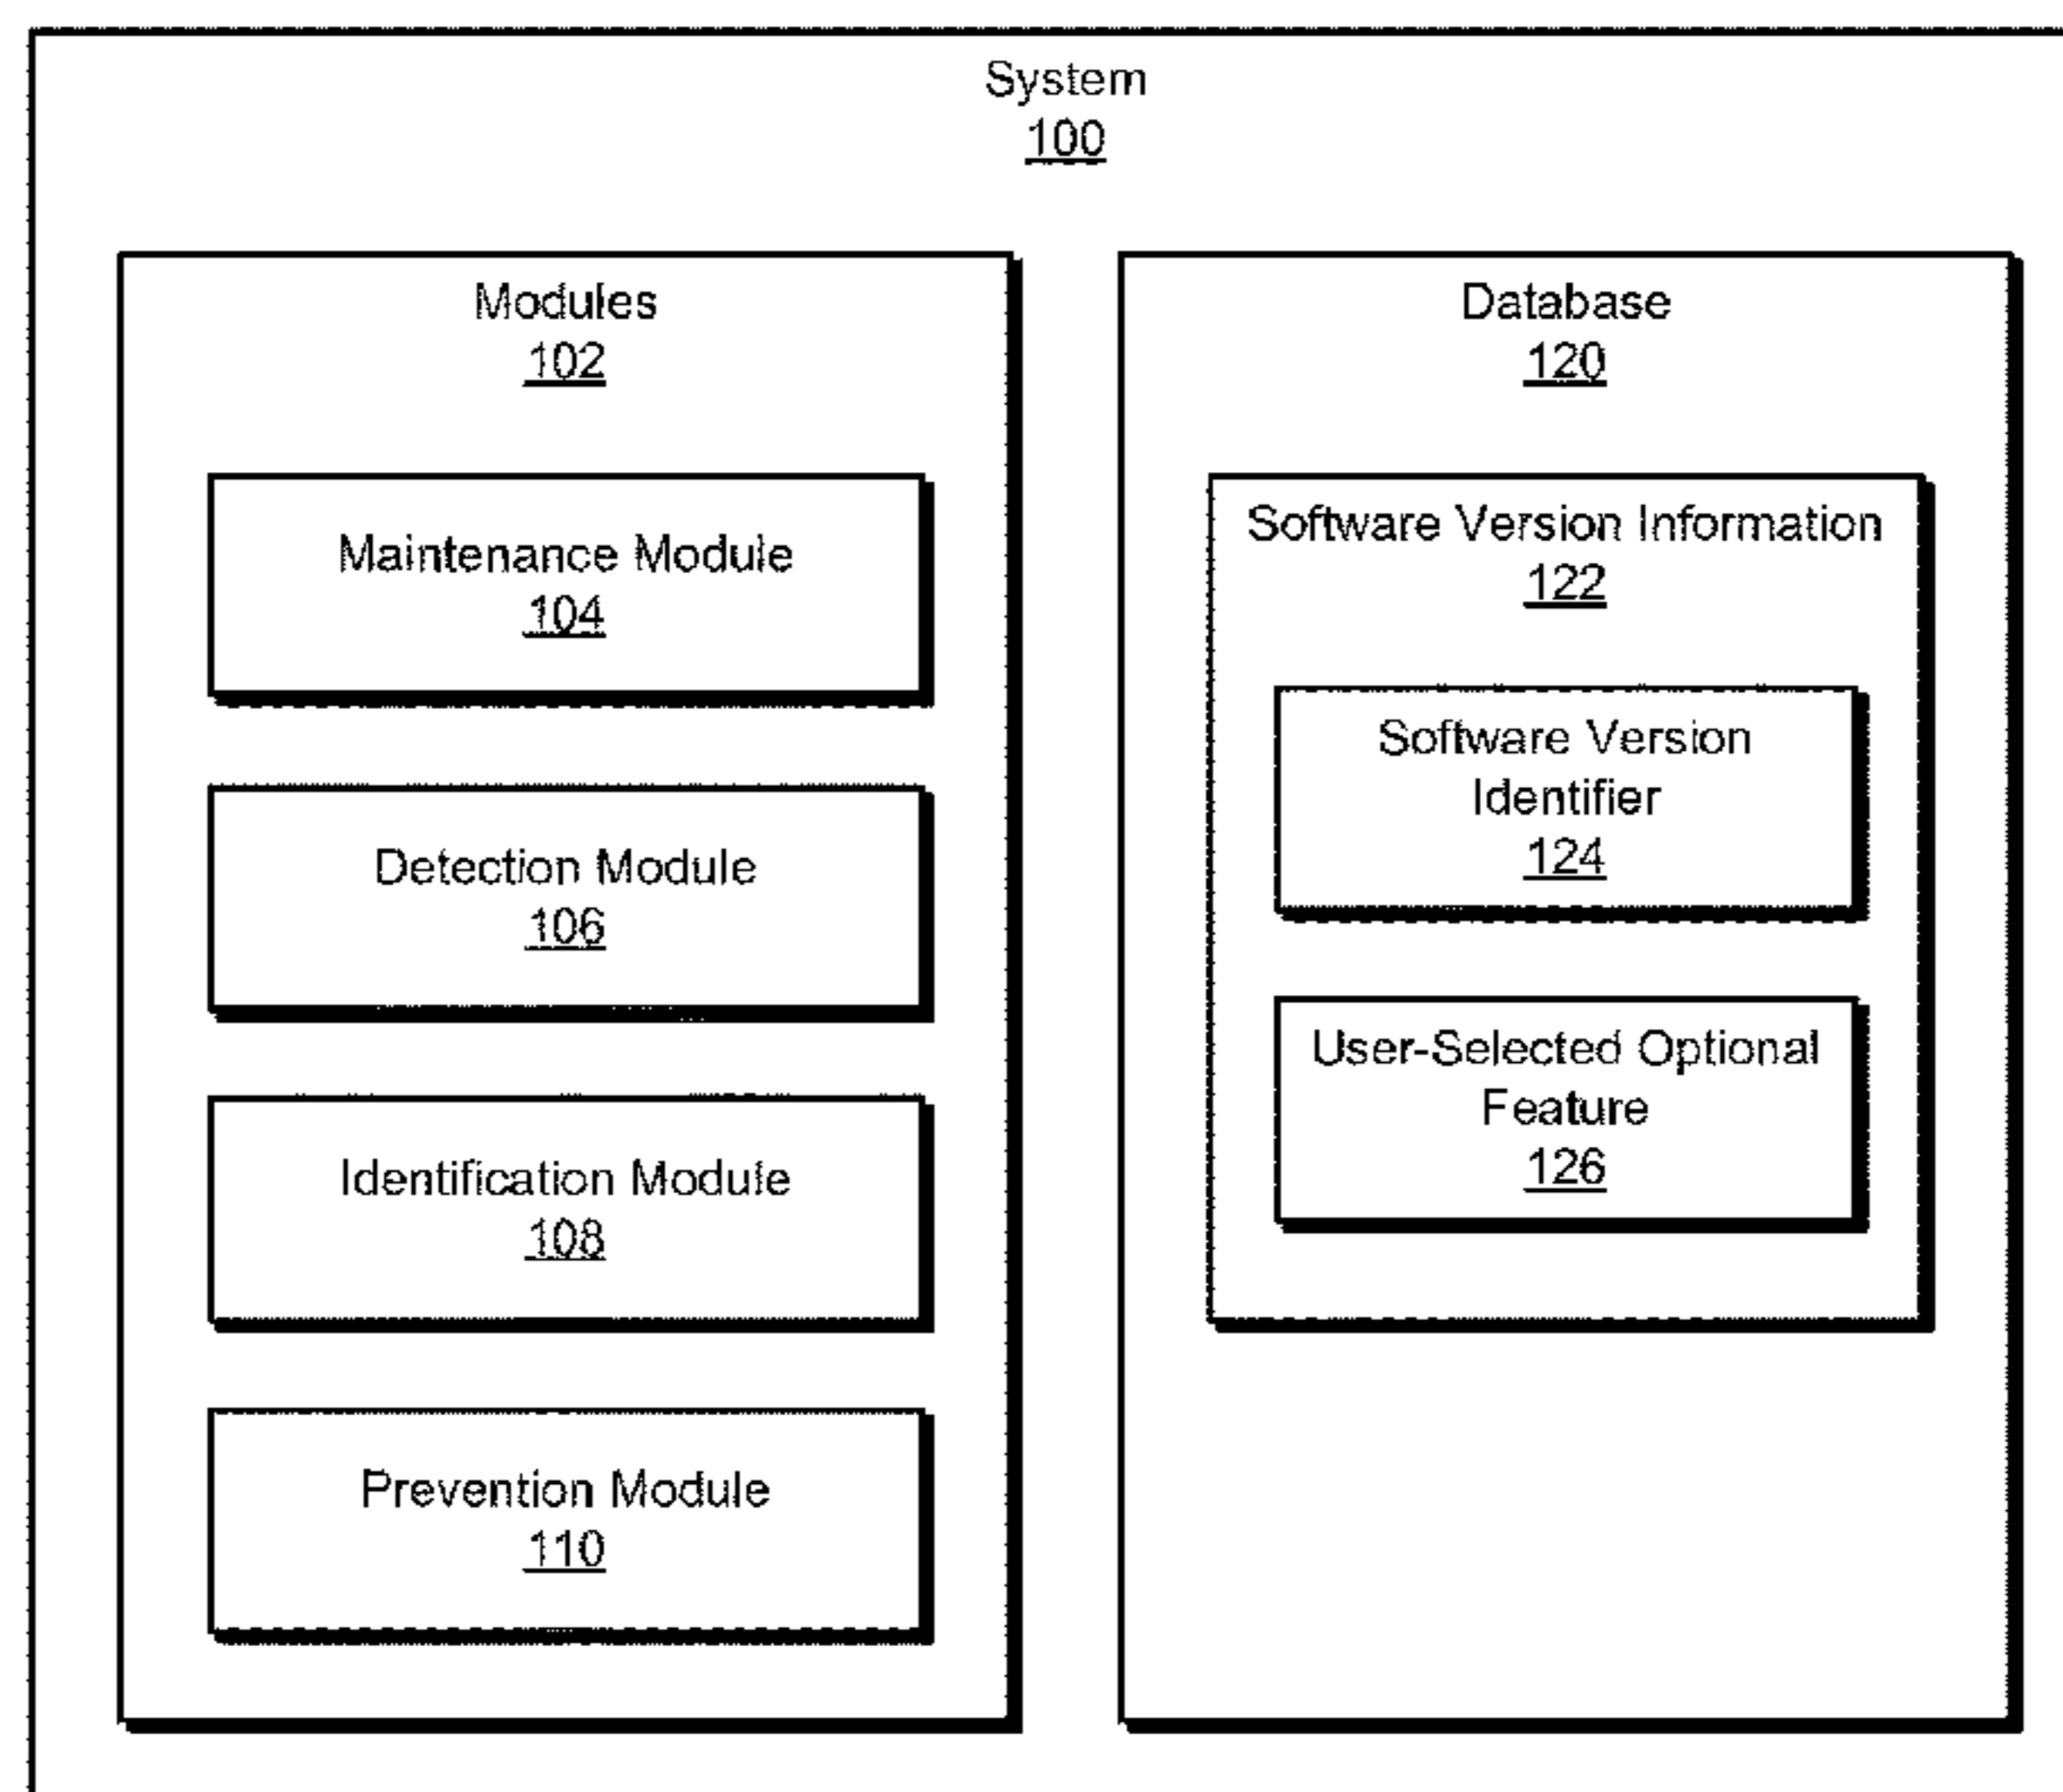 System
100
Modules
102
Maintenance Module
104
Detection Module
106
Identification Module
108
Prevention Module
110
Database
120
Software Version Information
122
Software Version
Identifier
124
User-Selected Optional
Feature
126